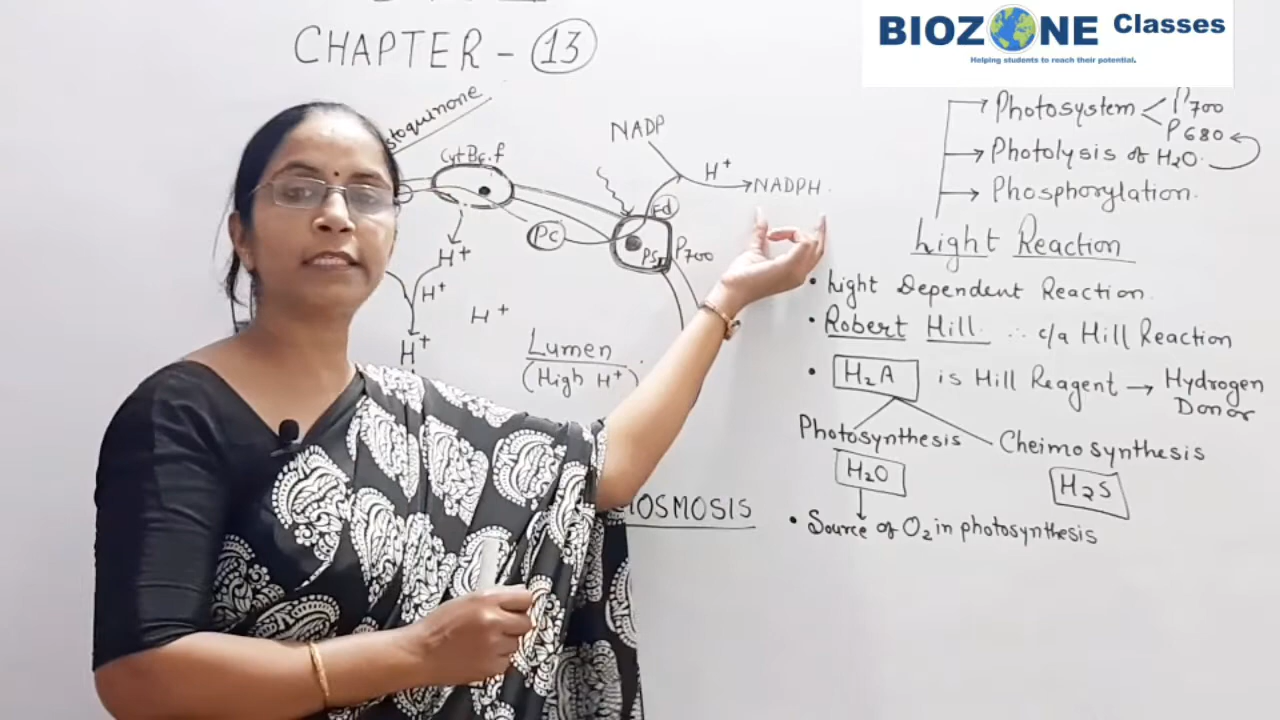 BIOZONE Classes
Helping students to reach their potential.
CHAPTER - 13
stoquinone
Cyt B6.f
NADP
H+
NADPH.
Fd
PC
PS
P700
H+
H+
H+
H+
Lumen
(High H+)
IOSMOSIS
Photosystem P700
P680
Photolysis of H2O.
Phosphorylation.
Light Reaction
• Light Dependent Reaction.
• Robert Hill. ∴ c/a Hill Reaction
• H2A is Hill Reagent → Hydrogen Donor
Photosynthesis
Cheimosynthesis
H2O
H2S
• Source of O2 in photosynthesis